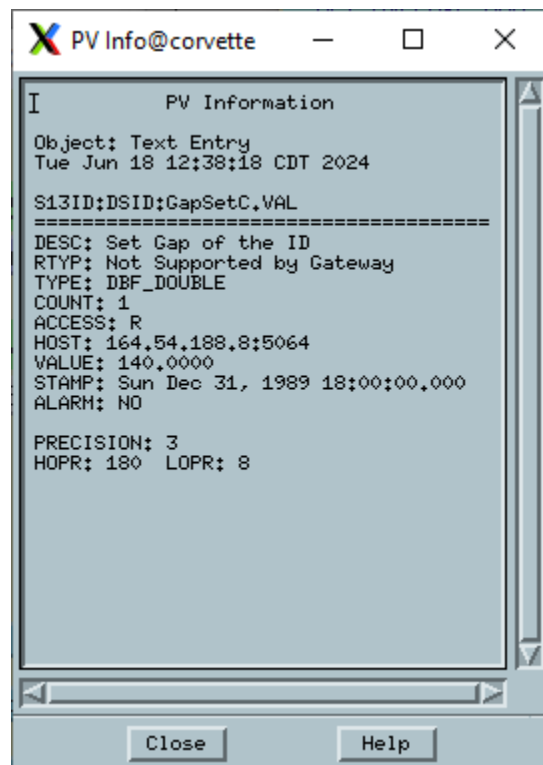 PV Info@corvette
PV Information
Object: Text Entry
Tue Jun 18 12:38:18 CDT 2024
S13ID:DSID:GapSetC.VAL
======================================
DESC: Set Gap of the ID
RTYP: Not Supported by Gateway
TYPE: DBF_DOUBLE
COUNT: 1
ACCESS: R
HOST: 164.54.188.8:5064
VALUE: 140.0000
STAMP: Sun Dec 31, 1989 18:00:00.000
ALARM: NO
PRECISION: 3
HOPR: 180  LOPR: 8
Close
Help